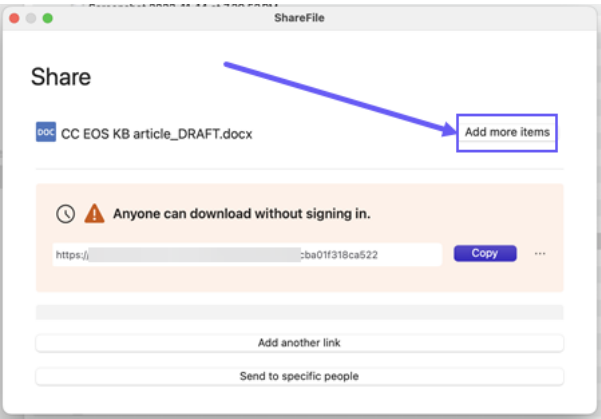 ShareFile
Share
DOC CC EOS KB article_DRAFT.docx
Add more items
Anyone can download without signing in.
https:/
cba01f318ca522
Copy
...
Add another link
Send to specific people